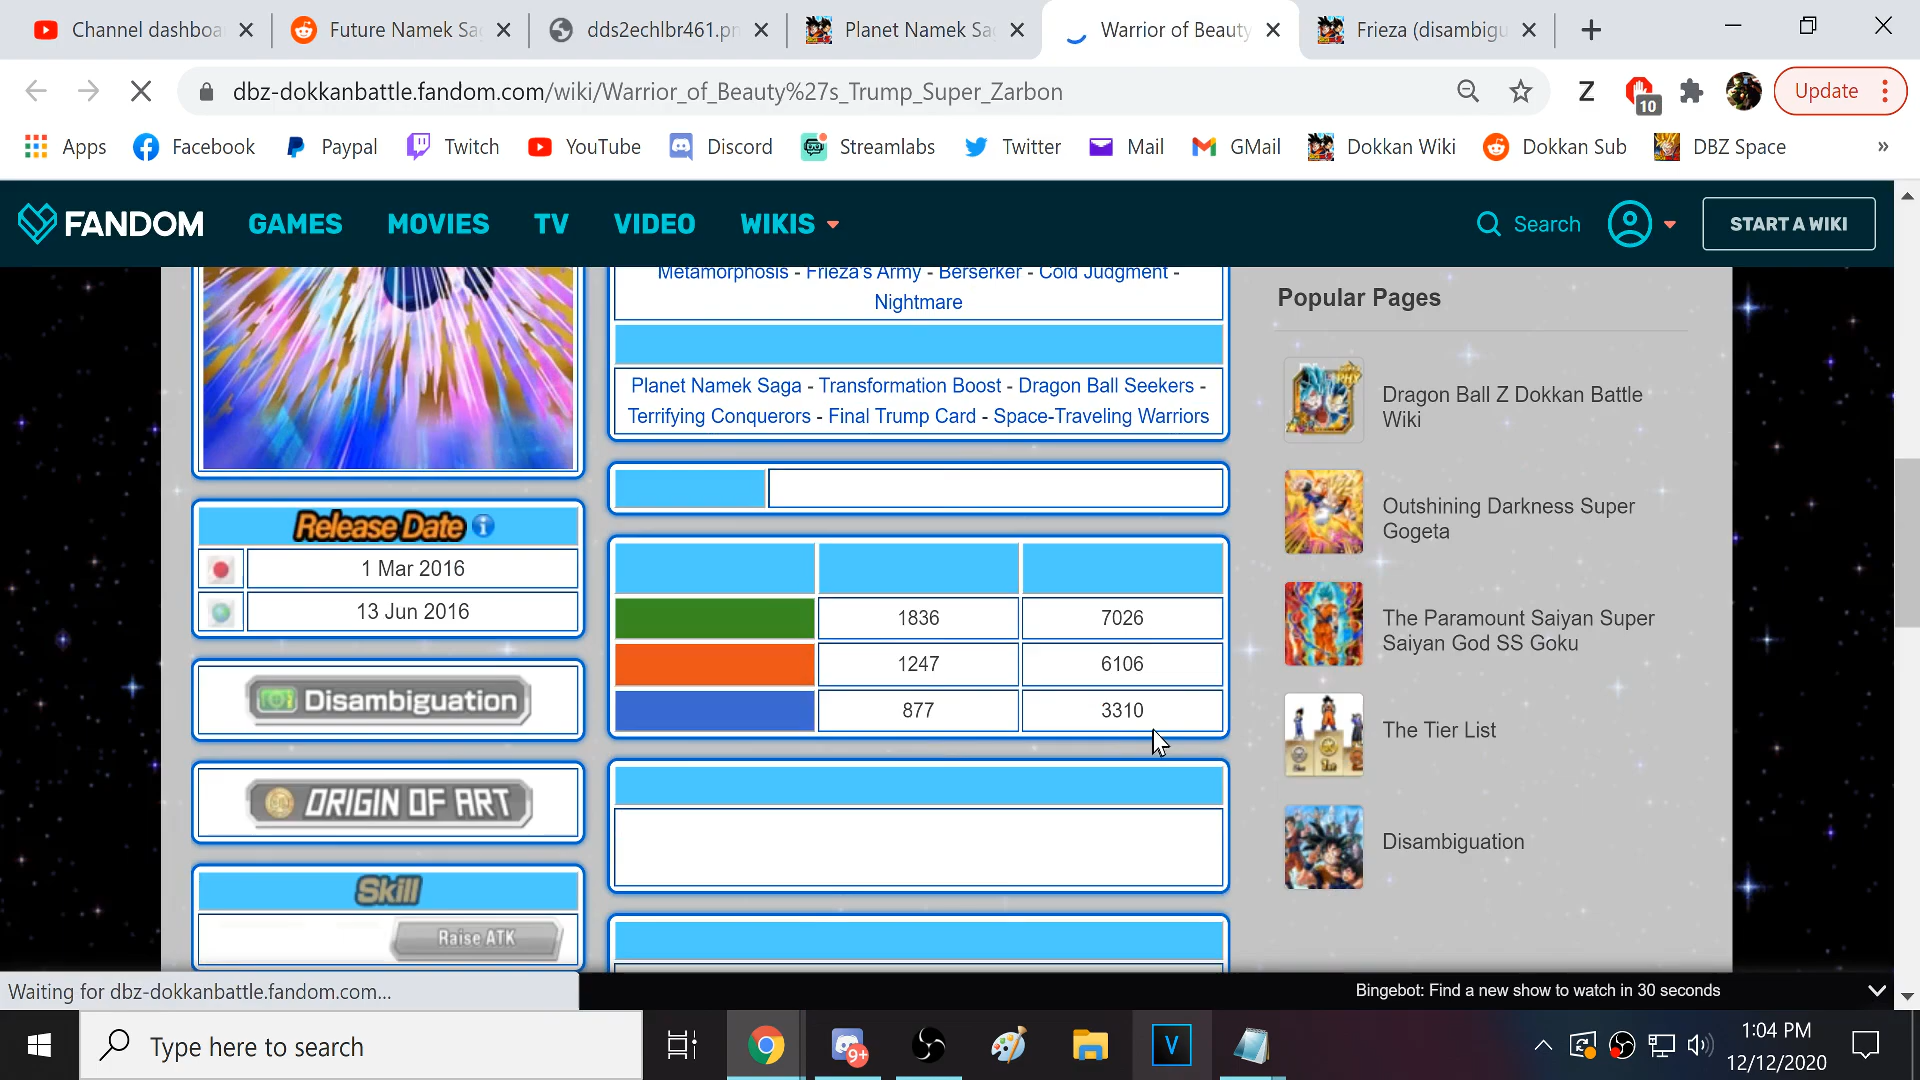 Channel dashboa
Future Namek Sa
dds2echlbr461.pn
Planet Namek Sa
Warrior of Beauty
Frieza (disambigu
dbz-dokkanbattle.fandom.com/wiki/Warrior_of_Beauty%27s_Trump_Super_Zarbon
Z
10
Update
Apps
Facebook
Paypal
Twitch
YouTube
Discord
Streamlabs
Twitter
Mail
GMail
Dokkan Wiki
Dokkan Sub
DBZ Space
»
FANDOM
GAMES
MOVIES
TV
VIDEO
WIKIS
Search
START A WIKI
Metamorphosis - Frieza's Army - Berserker - Cold Judgment -
Nightmare
Planet Namek Saga - Transformation Boost - Dragon Ball Seekers -
Terrifying Conquerors - Final Trump Card - Space-Traveling Warriors
Release Date
1 Mar 2016
13 Jun 2016
Disambiguation
ORIGIN OF ART
Skill
Raise ATK
1836 7026
1247 6106
877 3310
Popular Pages
PHY
Dragon Ball Z Dokkan Battle
Wiki
Outshining Darkness Super
Gogeta
The Paramount Saiyan Super
Saiyan God SS Goku
The Tier List
Disambiguation
Waiting for dbz-dokkanbattle.fandom.com...
Bingebot: Find a new show to watch in 30 seconds
Type here to search
9+
V
1:04 PM
12/12/2020